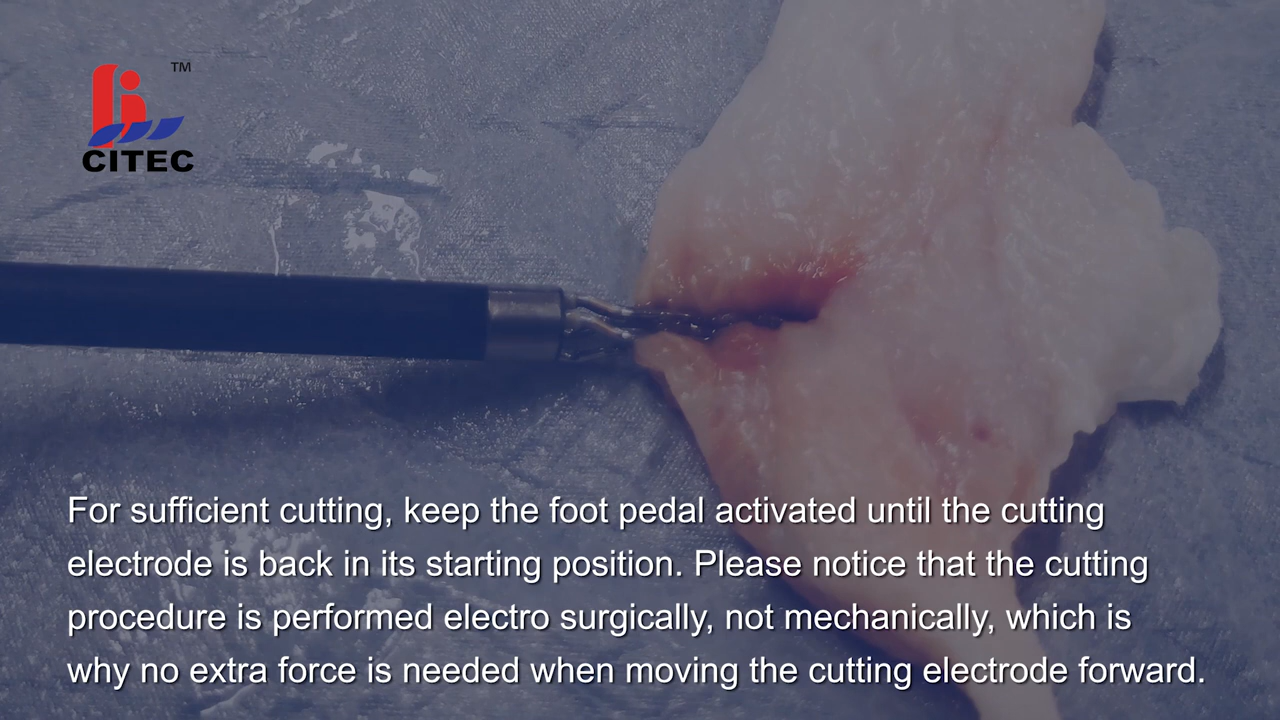 TM
CITEC
For sufficient cutting, keep the foot pedal activated until the cutting
electrode is back in its starting position. Please notice that the cutting
procedure is performed electro surgically, not mechanically, which is
why no extra force is needed when moving the cutting electrode forward.